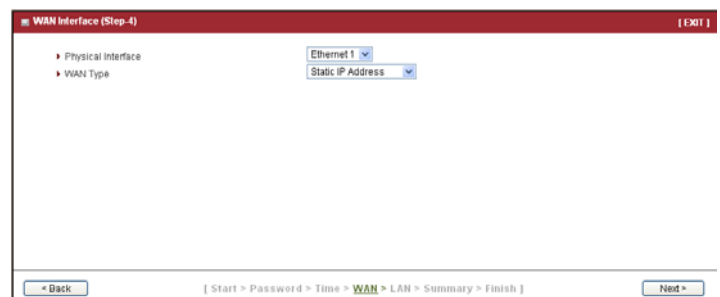 WAN Interface (Step-4) [ EXIT ]
Physical Interface Ethernet 1
WAN Type Static IP Address
< Back [ Start > Password > Time > WAN > LAN > Summary > Finish ] Next >